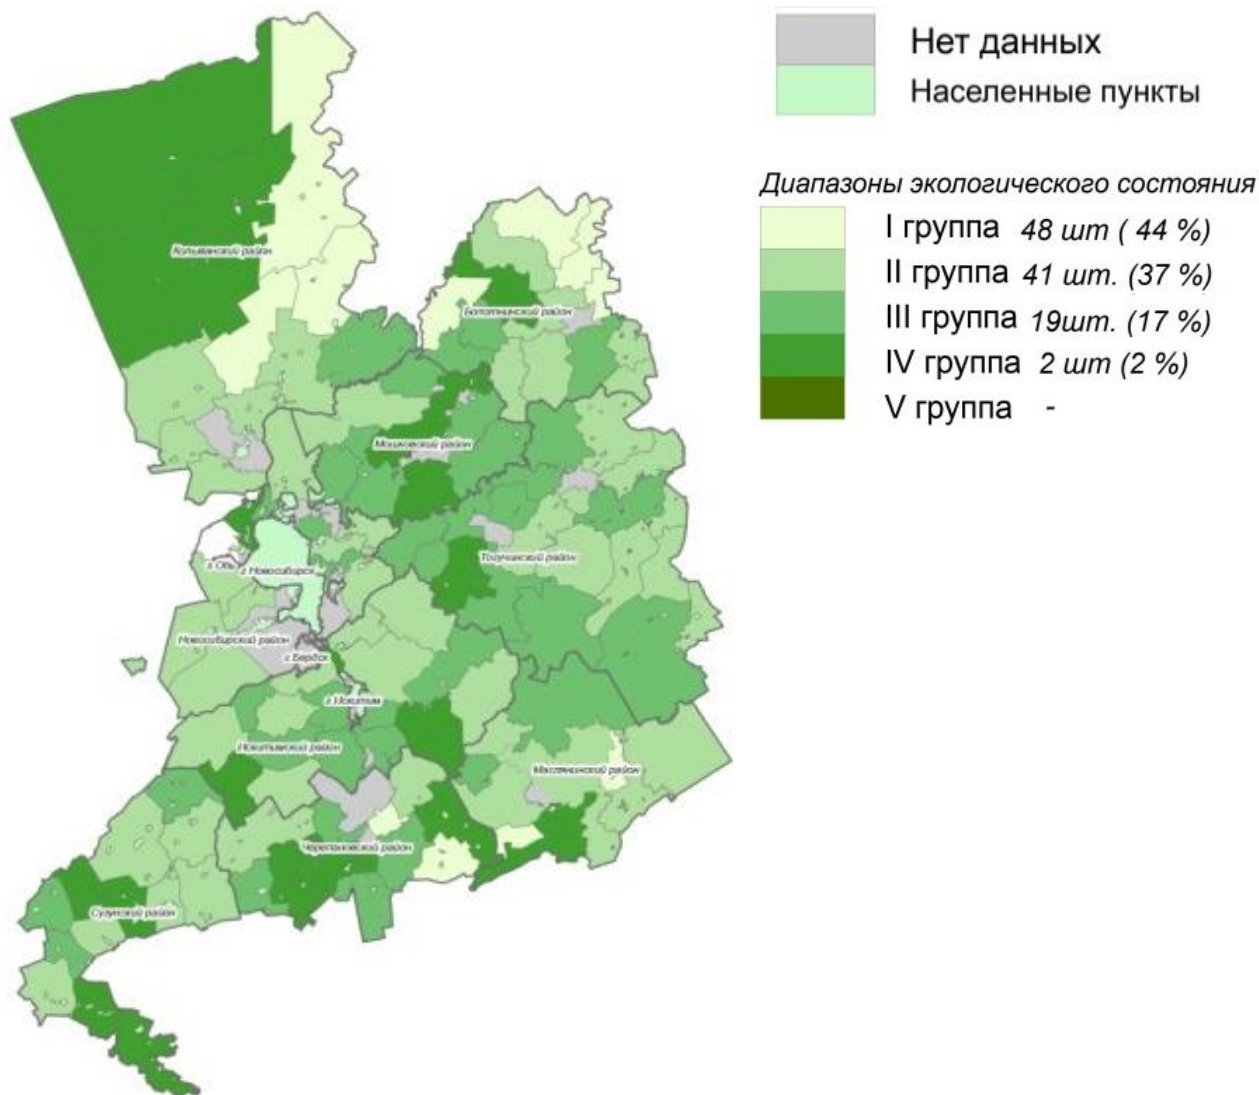 Нет данных
Населенные пункты
Диапазоны экологического состояния
I группа 48 шт ( 44 %)
II группа 41 шт. (37 %)
III группа 19шт. (17 %)
IV группа 2 шт (2 %)
V группа -
Колыванский район
Болотнинский район
Мошковский район
Тогучинский район
г.Обь
г.Новосибирск
Новосибирский район
г.Бердск
г.Искитим
Искитимский район
Маслянинский район
Черепановский район
Сузунский район